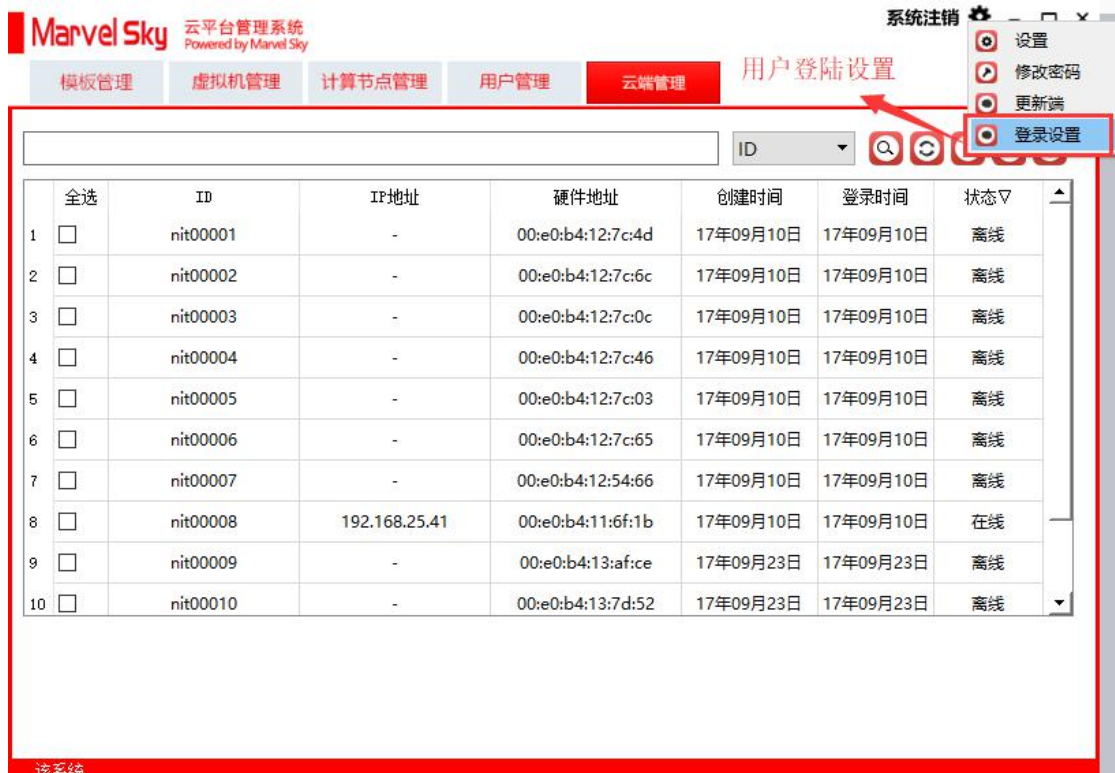 Marvel Sky 云平台管理系统 系统注销
Powered by Marvel Sky
设置
修改密码
更新端
登录设置
模板管理 虚拟机管理 计算节点管理 用户管理 云端管理
用户登陆设置
ID
全选 ID IP地址 硬件地址 创建时间 登录时间 状态▽
1 nit00001 - 00:e0:b4:12:7c:4d 17年09月10日 17年09月10日 离线
2 nit00002 - 00:e0:b4:12:7c:6c 17年09月10日 17年09月10日 离线
3 nit00003 - 00:e0:b4:12:7c:0c 17年09月10日 17年09月10日 离线
4 nit00004 - 00:e0:b4:12:7c:46 17年09月10日 17年09月10日 离线
5 nit00005 - 00:e0:b4:12:7c:03 17年09月10日 17年09月10日 离线
6 nit00006 - 00:e0:b4:12:7c:65 17年09月10日 17年09月10日 离线
7 nit00007 - 00:e0:b4:12:54:66 17年09月10日 17年09月10日 离线
8 nit00008 192.168.25.41 00:e0:b4:11:6f:1b 17年09月10日 17年09月10日 在线
9 nit00009 - 00:e0:b4:13:af:ce 17年09月23日 17年09月23日 离线
10 nit00010 - 00:e0:b4:13:7d:52 17年09月23日 17年09月23日 离线
该系统